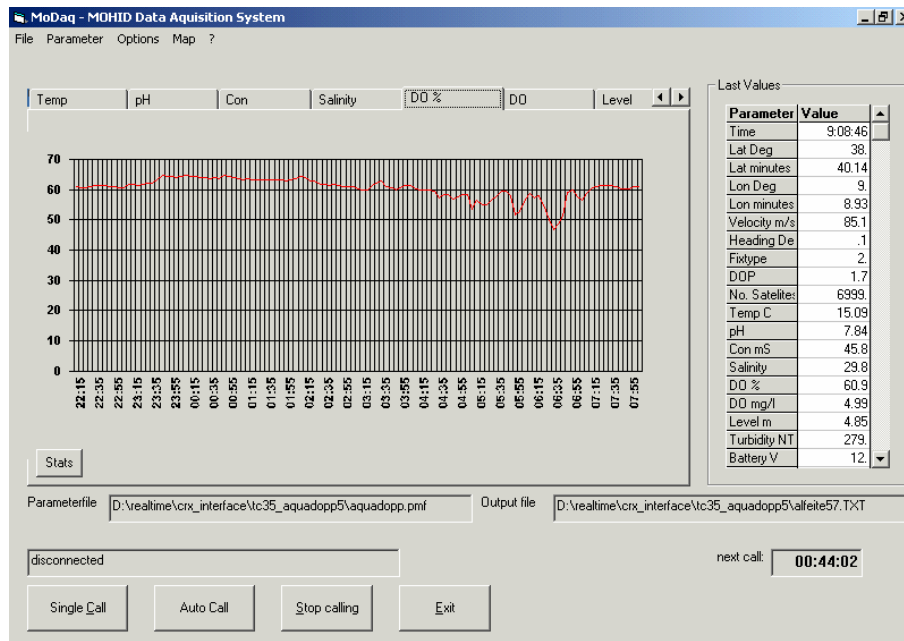 MoDaq - MOHID Data Aquisition System
File Parameter Options Map ?
Temp pH Con Salinity DO % DO Level
70
60
50
40
30
20
10
0
22:15 22:35 22:55 23:15 23:35 23:55 00:15 00:35 00:55 01:15 01:35 01:55 02:15 02:35 02:55 03:15 03:35 03:55 04:15 04:35 04:55 05:15 05:35 05:55 06:15 06:35 06:55 07:15 07:35 07:55
Stats
Last Values
Parameter Value
Time 9:08:46
Lat Deg 38.
Lat minutes 40.14
Lon Deg 9.
Lon minutes 8.93
Velocity m/s 85.1
Heading De .1
Fixtype 2.
DOP 1.7
No. Satelites 6999.
Temp C 15.09
pH 7.84
Con mS 45.8
Salinity 29.8
DO % 60.9
DO mg/l 4.99
Level m 4.85
Turbidity NT 279.
Battery V 12.
Parameterfile D:\realtime\crx_interface\tc35_aquadopp5\aquadopp.pmf Output file D:\realtime\crx_interface\tc35_aquadopp5\alfeite57.TXT
disconnected next call: 00:44:02
Single Call Auto Call Stop calling Exit